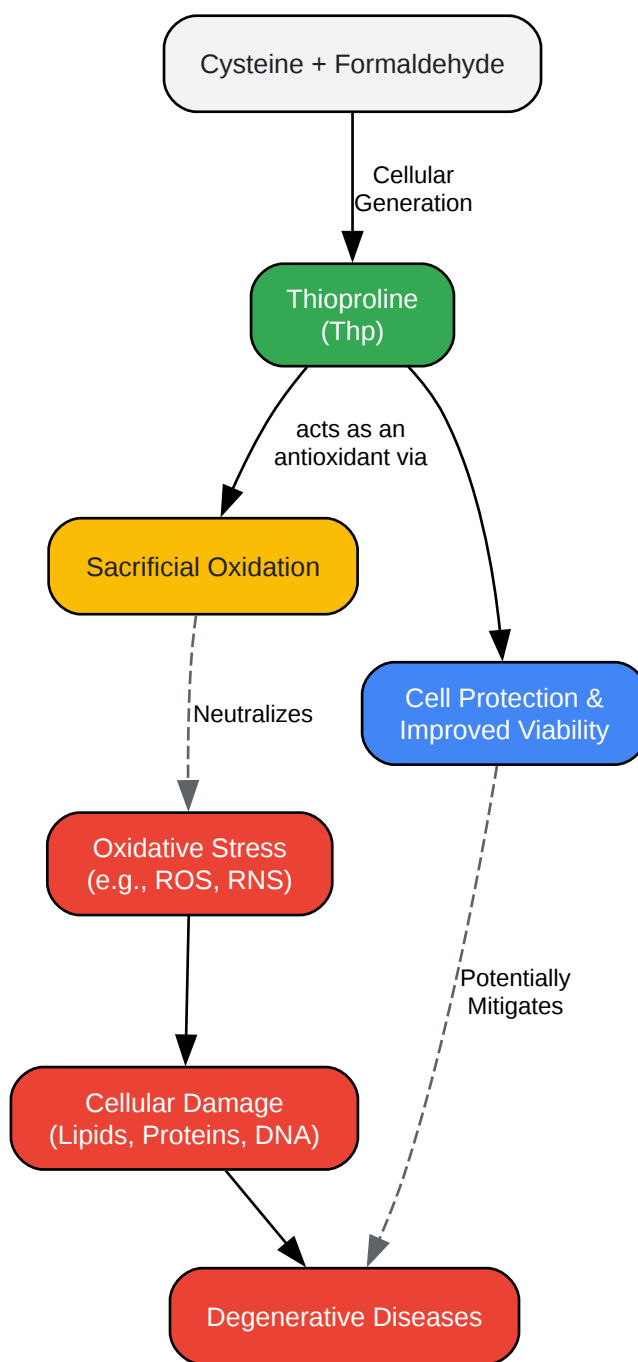 Cysteine + Formaldehyde
Cellular
Generation
Thioproline
(Thp)
acts as an
antioxidant via
Sacrificial Oxidation
Cell Protection &
Improved Viability
Neutralizes
Oxidative Stress
(e.g., ROS, RNS)
Potentially
Mitigates
Cellular Damage
(Lipids, Proteins, DNA)
Degenerative Diseases